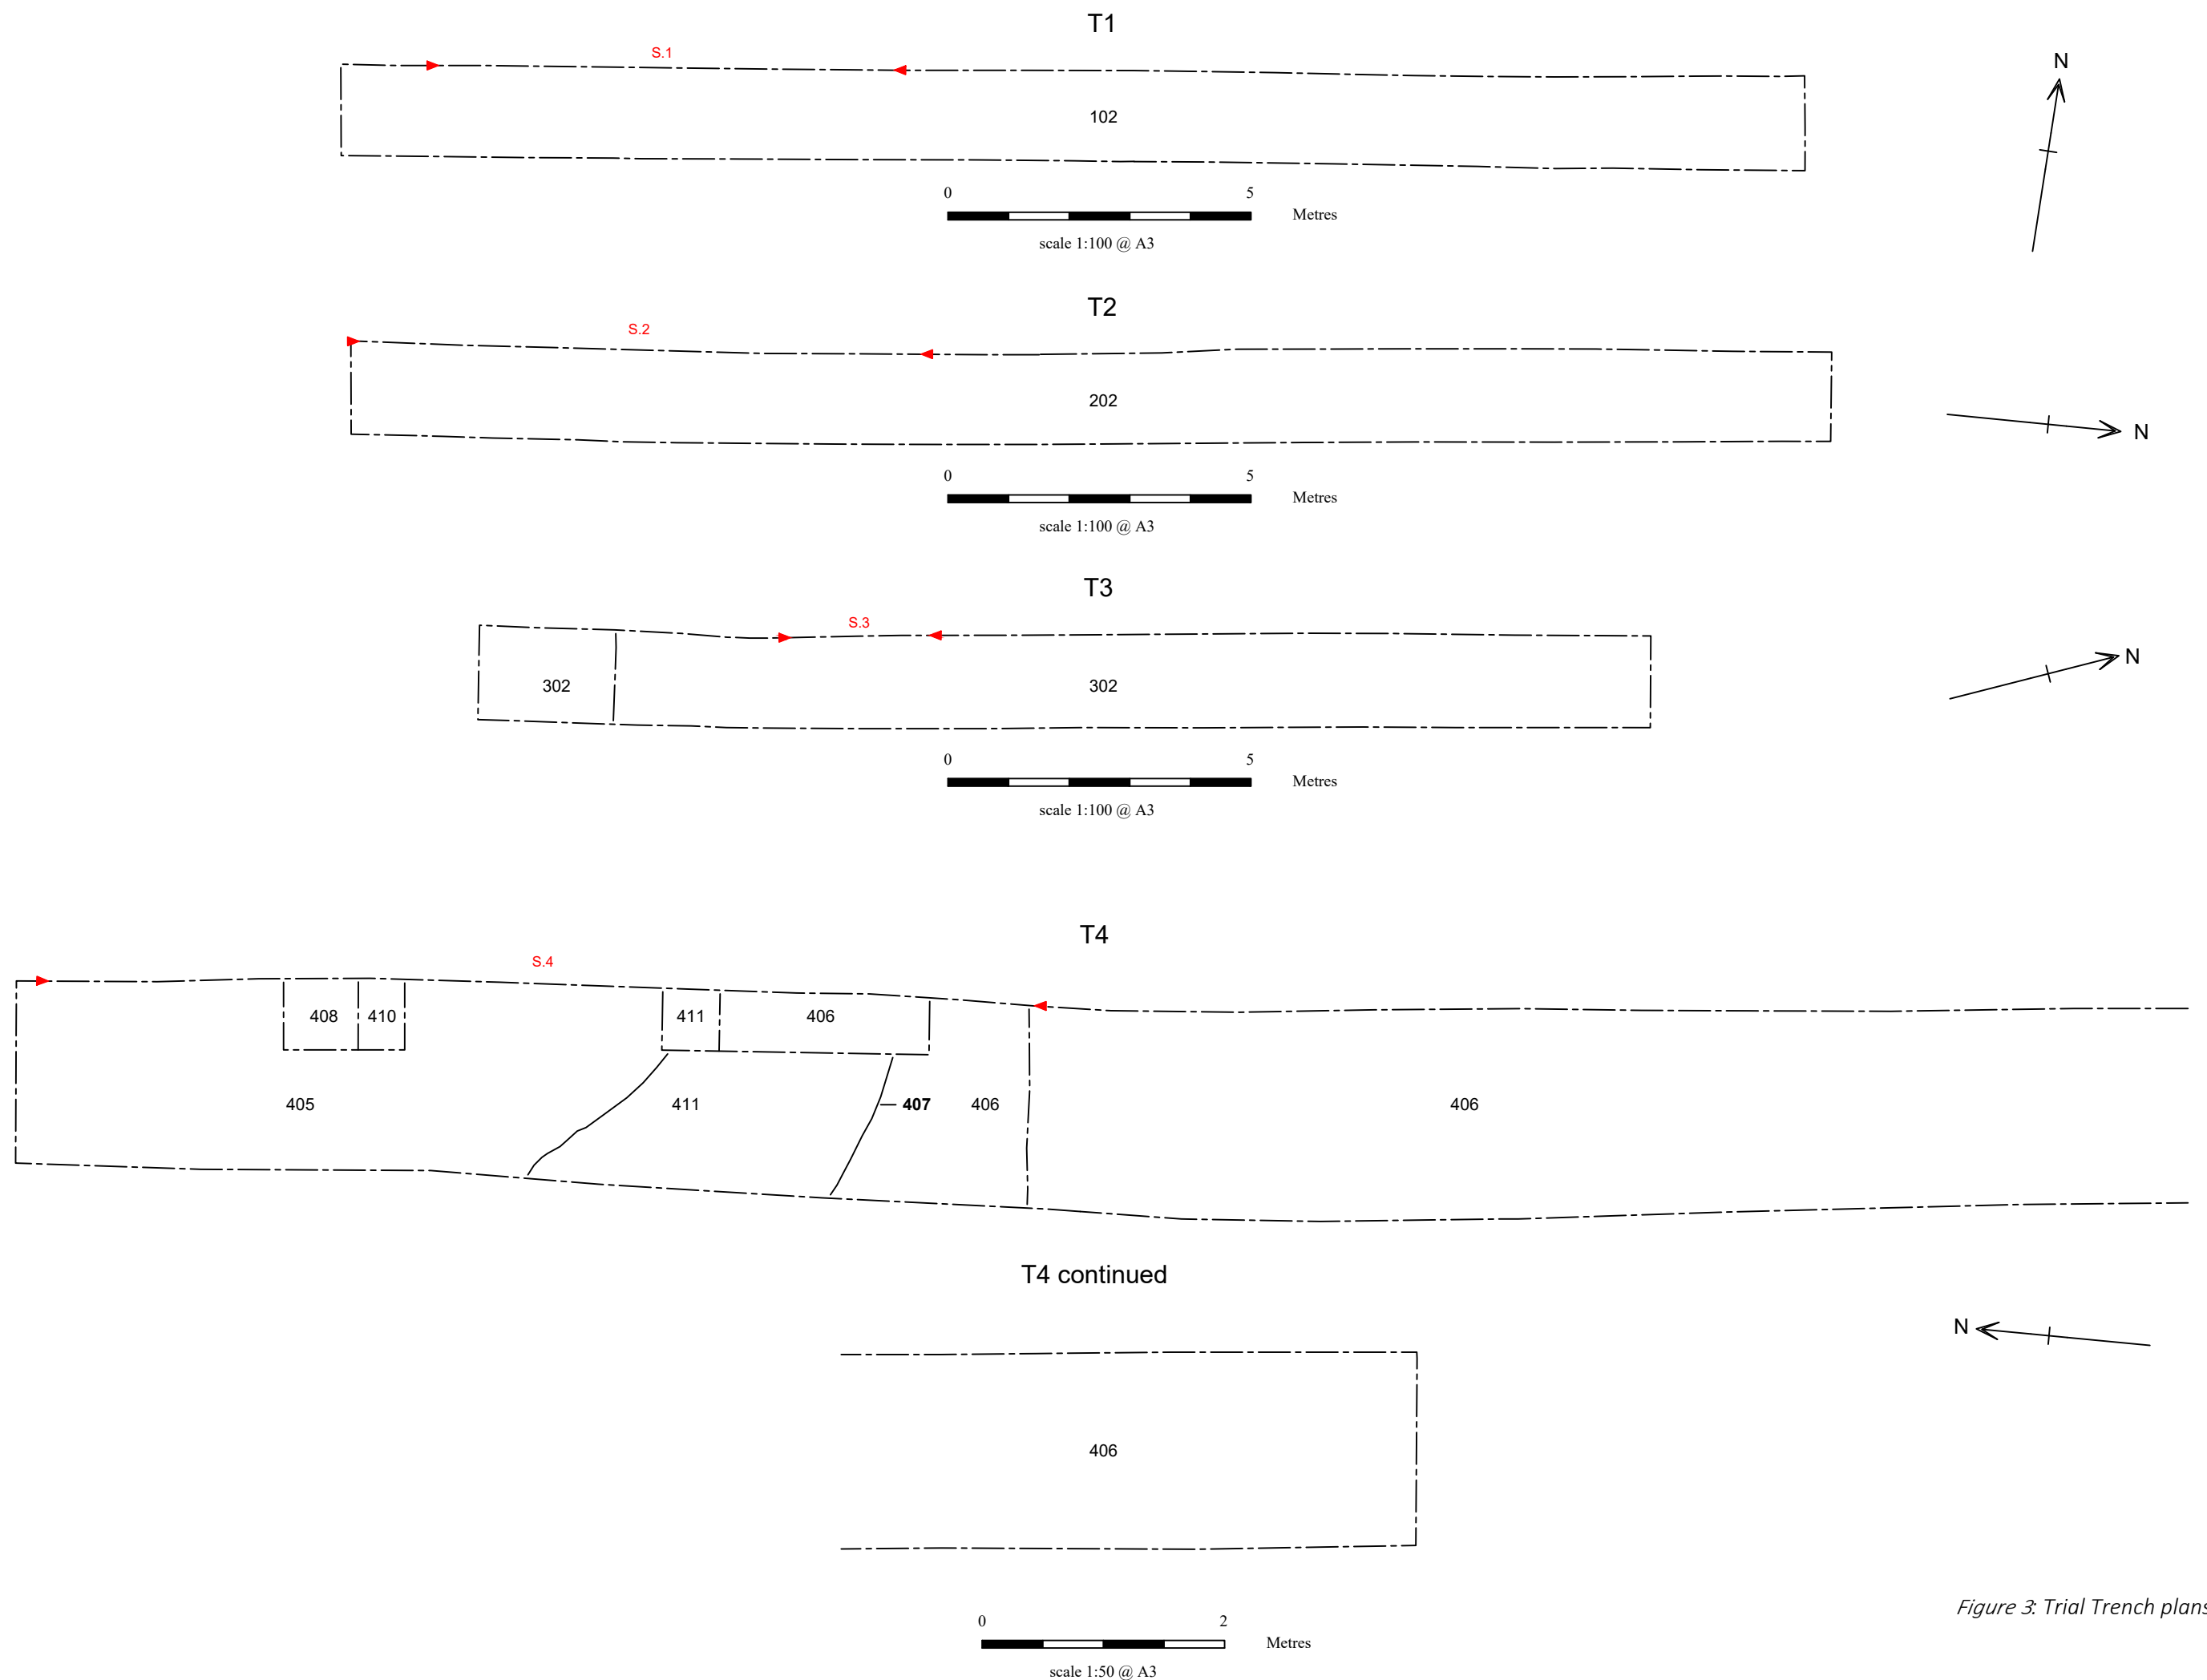 T1
S.1
N
102
0 5
Metres
scale 1:100 @ A3
T2
S.2
202
N
0 5
Metres
scale 1:100 @ A3
T3
S.3
N
302 302
0 5
Metres
scale 1:100 @ A3
T4
S.4
408 410 411 406
405 411 407 406 406
T4 continued
N
406
Figure 3: Trial Trench plans
0 2
Metres
scale 1:50 @ A3